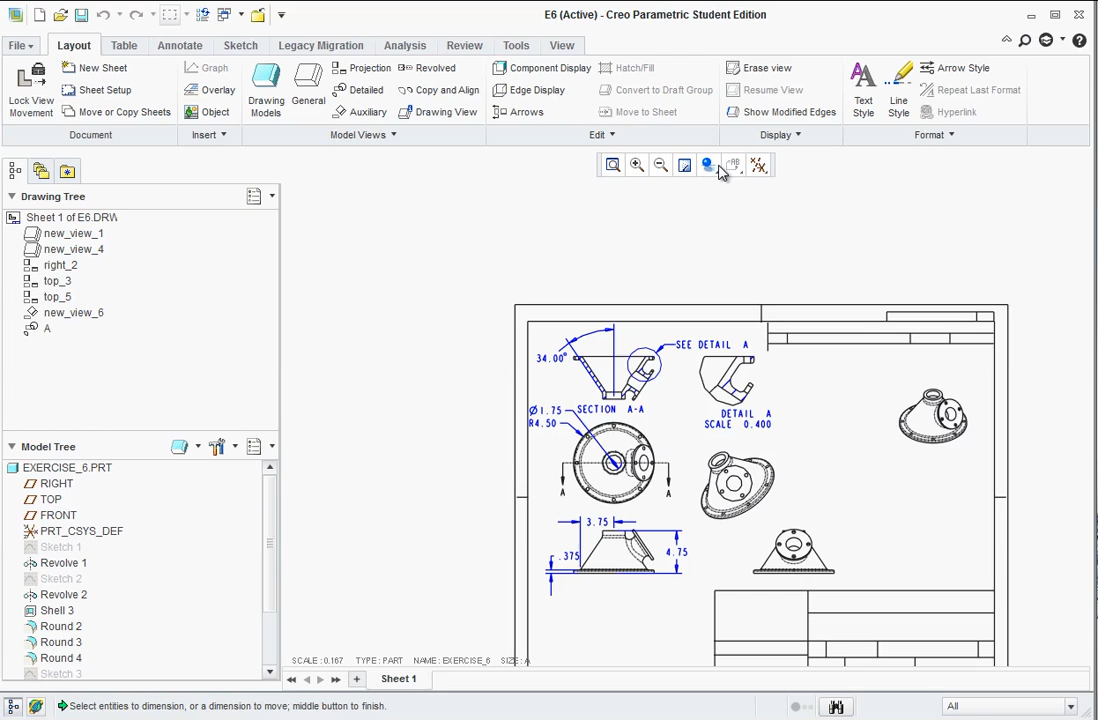 E6 (Active) - Creo Parametric Student Edition
File
Layout
Table
Annotate
Sketch
Legacy Migration
Analysis
Review
Tools
View
Lock View Movement
New Sheet
Sheet Setup
Move or Copy Sheets
Graph
Overlay
Object
Drawing Models
General
Projection
Detailed
Auxiliary
Revolved
Copy and Align
Drawing View
Component Display
Edge Display
Arrows
Hatch/Fill
Convert to Draft Group
Move to Sheet
Erase view
Resume View
Show Modified Edges
Text Style
Line Style
Arrow Style
Repeat Last Format
Hyperlink
Document
Insert
Model Views
Edit
Display
Format
Drawing Tree
Sheet 1 of E6.DRW
new_view_1
new_view_4
right_2
top_3
top_5
new_view_6
A
Model Tree
EXERCISE_6.PRT
RIGHT
TOP
FRONT
PRT_CSYS_DEF
Sketch 1
Revolve 1
Sketch 2
Revolve 2
Shell 3
Round 2
Round 3
Round 4
Sketch 3
34.00°
SEE DETAIL A
SECTION A-A
DETAIL A
SCALE 0.400
Ø1.75
R4.50
A
A
3.75
.375
4.75
SCALE:0.167 TYPE: PART NAME: EXERCISE_6 SIZE: A
Sheet 1
Select entities to dimension, or a dimension to move; middle button to finish.
All